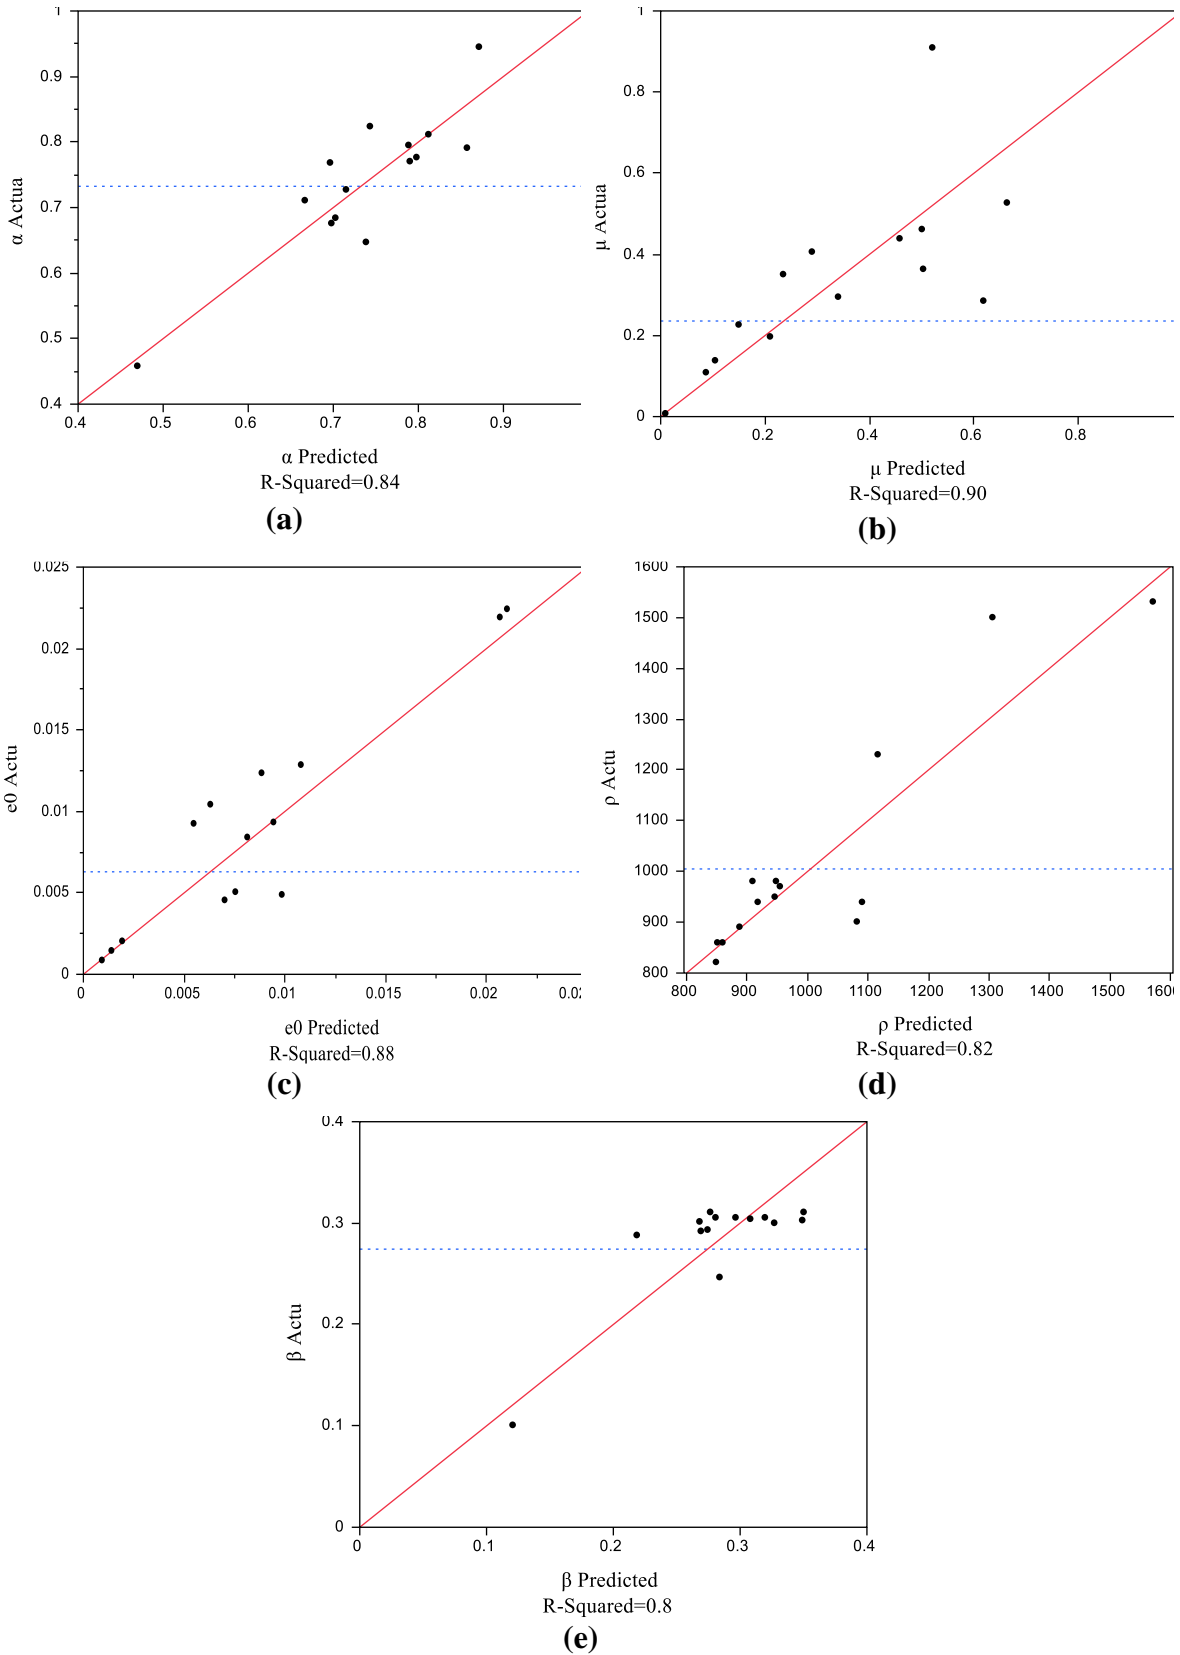 1
0.9
0.8
0.7
0.6
0.5
0.4
α Actua
0.4 0.5 0.6 0.7 0.8 0.9
α Predicted
R-Squared=0.84
(a)
1
0.8
0.6
0.4
0.2
0
μ Actua
0 0.2 0.4 0.6 0.8
μ Predicted
R-Squared=0.90
(b)
0.025
0.02
0.015
0.01
0.005
0
e0 Actu
0 0.005 0.01 0.015 0.02 0.02
e0 Predicted
R-Squared=0.88
(c)
1600
1500
1400
1300
1200
1100
1000
900
800
ρ Actu
800 900 1000 1100 1200 1300 1400 1500 1600
ρ Predicted
R-Squared=0.82
(d)
0.4
0.3
0.2
0.1
0
β Actu
0 0.1 0.2 0.3 0.4
β Predicted
R-Squared=0.8
(e)